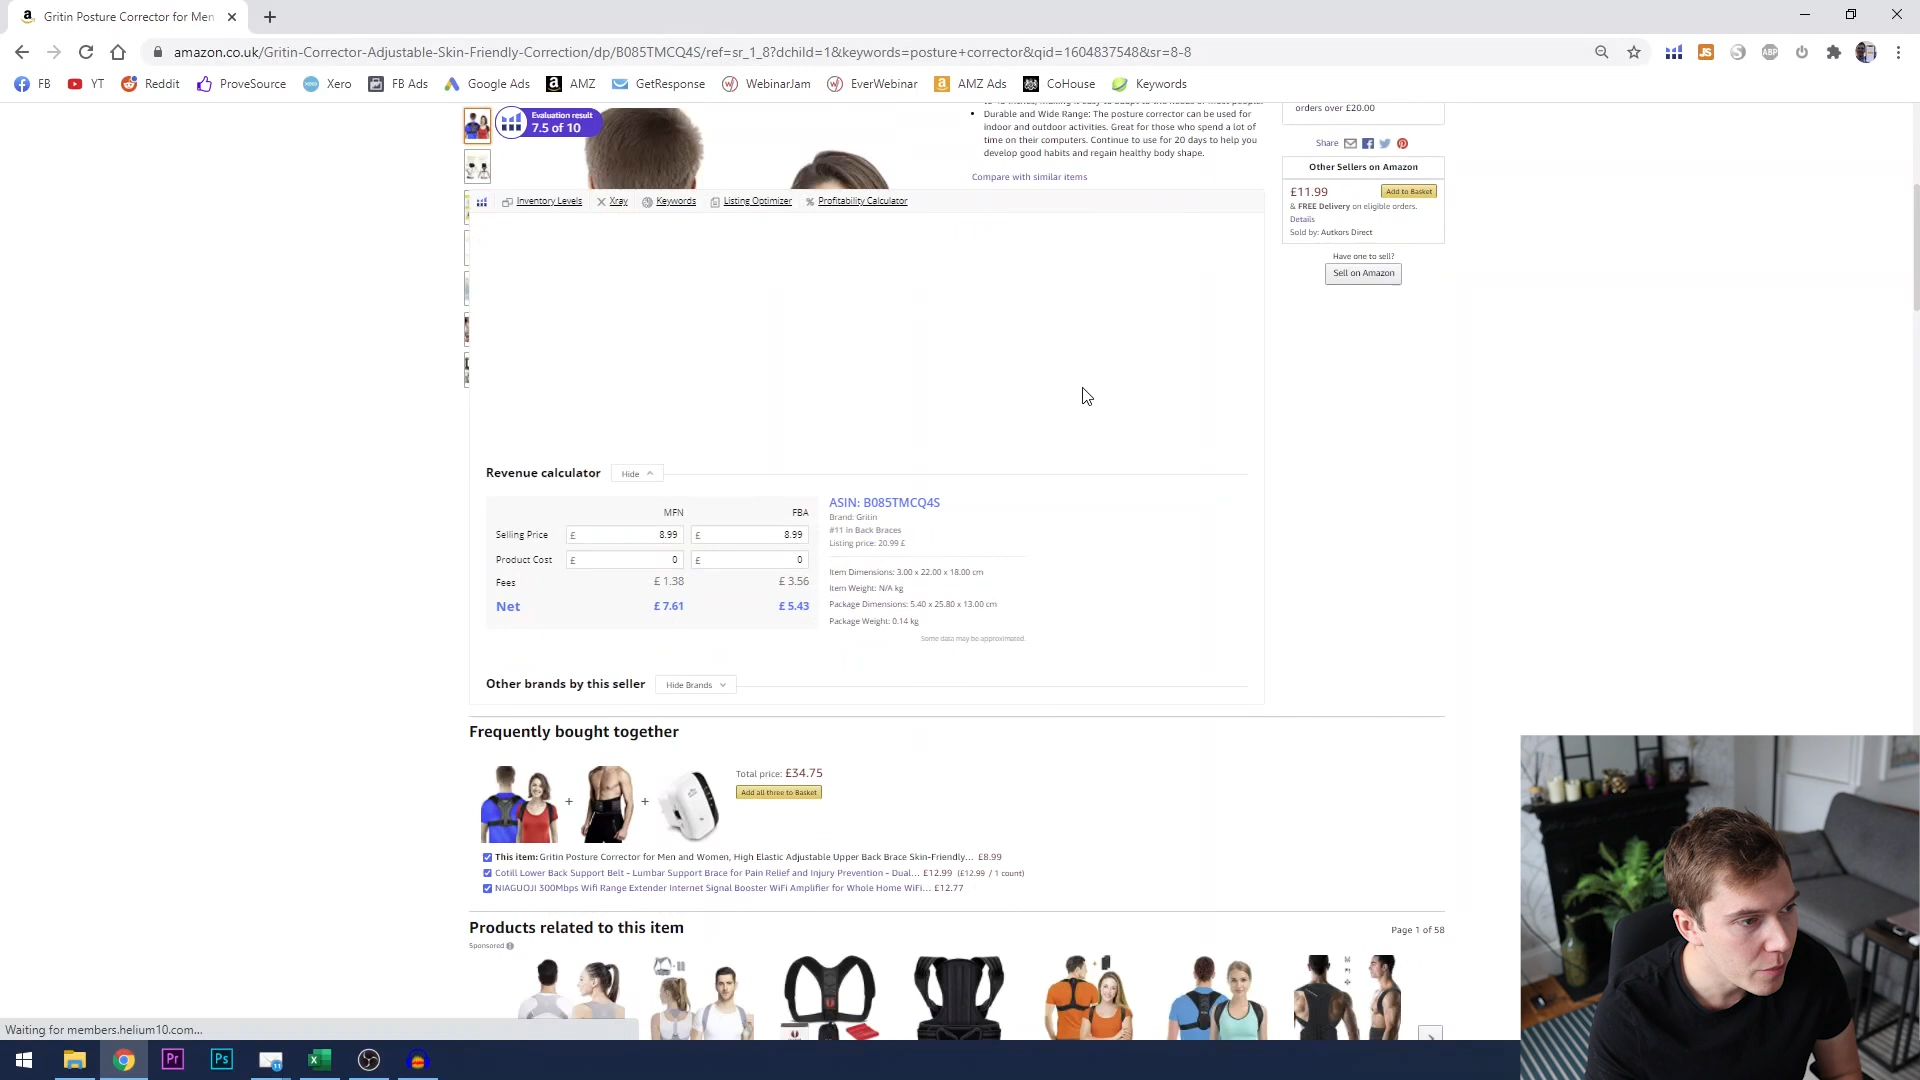 Gritin Posture Corrector for Men
amazon.co.uk/Gritin-Corrector-Adjustable-Skin-Friendly-Correction/dp/B085TMCQ4S/ref=sr_1_8?dchild=1&keywords=posture+corrector&qid=1604837548&sr=8-8
FB YT Reddit ProveSource Xero FB Ads Google Ads AMZ GetResponse WebinarJam EverWebinar AMZ Ads CoHouse Keywords
Evaluation result
7.5 of 10
Durable and Wide Range: The posture corrector can be used for
indoor and outdoor activities. Great for those who spend a lot of
time on their computers. Continue to use for 20 days to help you
develop good habits and regain healthy body shape.
Compare with similar items
orders over £20.00
Share
Other Sellers on Amazon
£11.99 Add to Basket
& FREE Delivery on eligible orders.
Details
Sold by: Autkors Direct
Have one to sell?
Sell on Amazon
Inventory Levels Xray Keywords Listing Optimizer Profitability Calculator
Revenue calculator Hide
MFN FBA
Selling Price £ 8.99 £ 8.99
Product Cost £ 0 £ 0
Fees £ 1.38 £ 3.56
Net £ 7.61 £ 5.43
ASIN: B085TMCQ4S
Brand: Gritin
#11 in Back Braces
Listing price: 20.99 £
Item Dimensions: 3.00 x 22.00 x 18.00 cm
Item Weight: N/A kg
Package Dimensions: 5.40 x 25.80 x 13.00 cm
Package Weight: 0.14 kg
Some data may be approximated.
Other brands by this seller Hide Brands
Frequently bought together
Total price: £34.75
Add all three to Basket
This item: Gritin Posture Corrector for Men and Women, High Elastic Adjustable Upper Back Brace Skin-Friendly… £8.99
Cotill Lower Back Support Belt - Lumbar Support Brace for Pain Relief and Injury Prevention - Dual… £12.99 (£12.99 / 1 count)
NIAGUOJI 300Mbps Wifi Range Extender Internet Signal Booster WiFi Amplifier for Whole Home WiFi… £12.77
Products related to this item
Page 1 of 58
Sponsored
Waiting for members.helium10.com...
Pr Ps